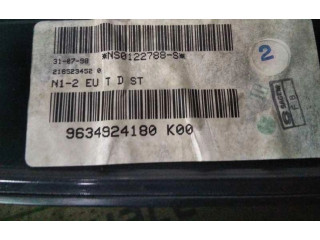 *NS0122788-S*
31-07-98
216523450 0
2
N1-2 EU T D ST
9634924180 K00